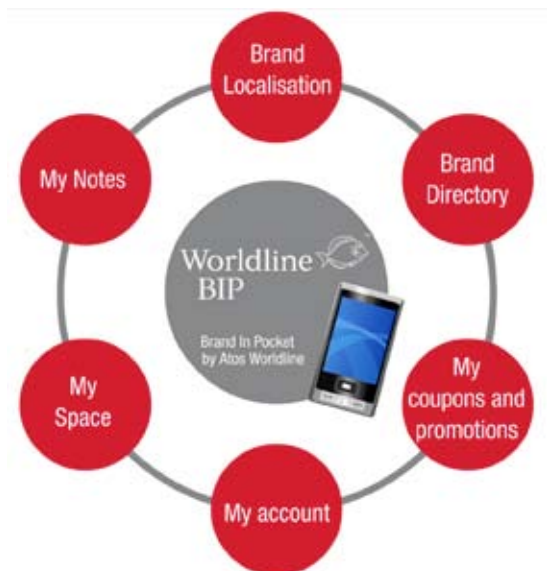 Brand
Localisation
Brand
Directory
My
coupons and
promotions
My account
My
Space
My Notes
Worldline
BIP
Brand In Pocket
by Atos Worldline